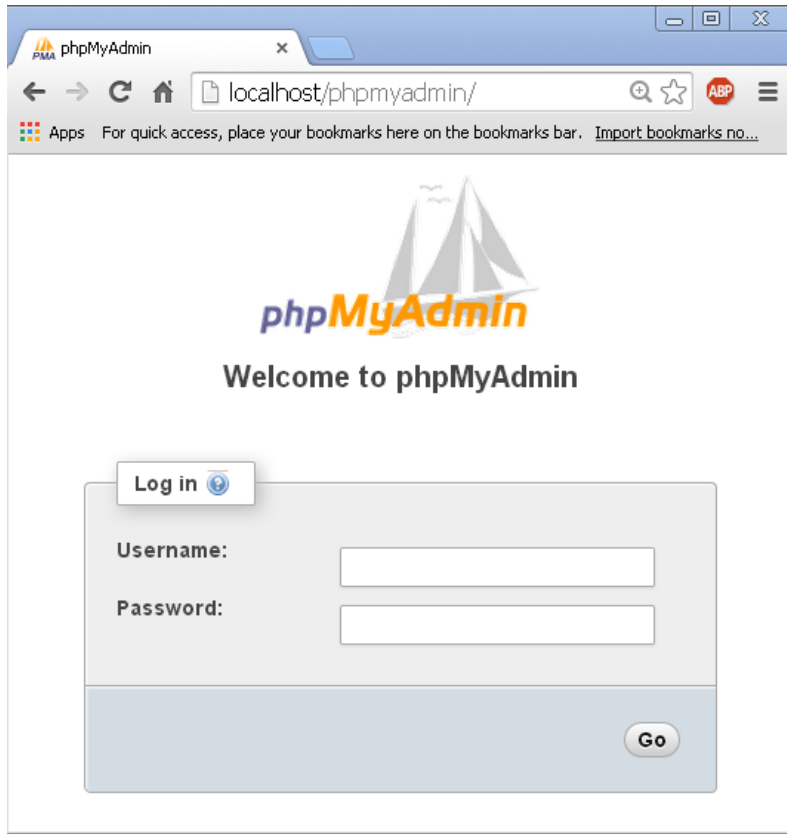 PMA phpMyAdmin
localhost/phpmyadmin/
ABP
Apps For quick access, place your bookmarks here on the bookmarks bar. Import bookmarks no...
phpMyAdmin
Welcome to phpMyAdmin
Log in
Username:
Password:
Go